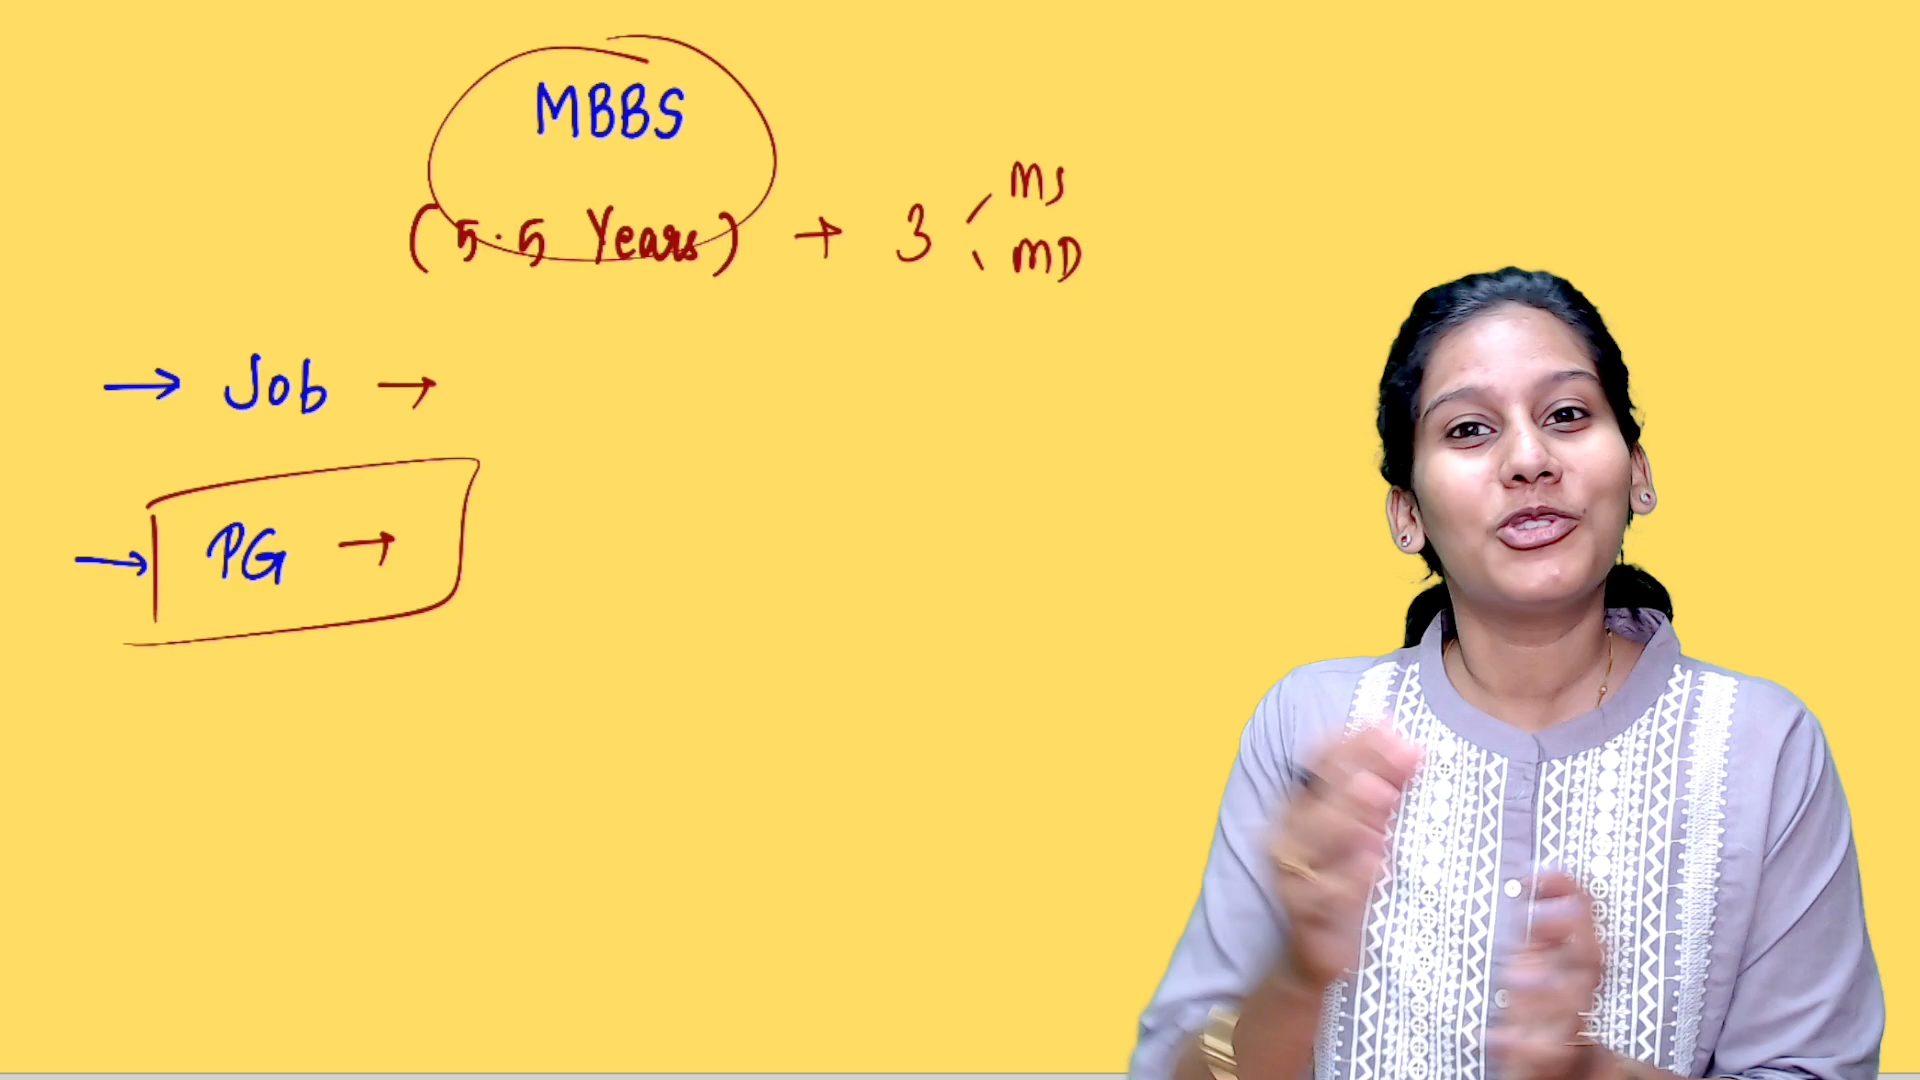 MBBS
(5.5 Years) + 3 MS
MD
→ Job →
→ PG →